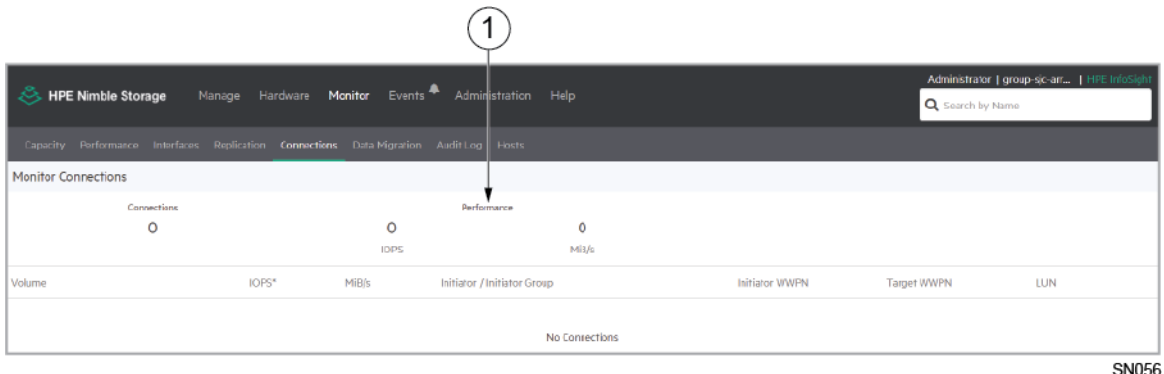 1
Administrator | group-sjc-arr... | HPE InfoSight
HPE Nimble Storage Manage Hardware Monitor Events Administration Help
Search by Name
Capacity Performance Interfaces Replication Connections Data Migration Audit Log Hosts
Monitor Connections
Connections Performance
0 0 0
IOPS MiB/s
Volume IOPS* MiB/s Initiator / Initiator Group Initiator WWPN Target WWPN LUN
No Connections
SN056